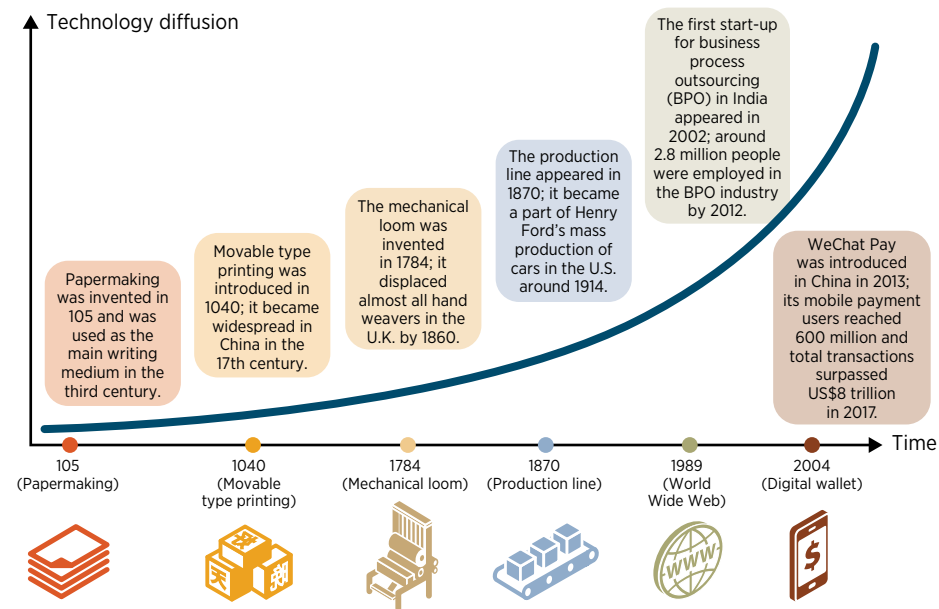 Technology diffusion
Papermaking
was invented in
105 and was
used as the
main writing
medium in the
third century.
Movable type
printing was
introduced in
1040; it became
widespread in
China in the
17th century.
The mechanical
loom was
invented
in 1784; it
displaced
almost all hand
weavers in the
U.K. by 1860.
The production
line appeared in
1870; it became
a part of Henry
Ford's mass
production of
cars in the U.S.
around 1914.
The first start-up
for business
process
outsourcing
(BPO) in India
appeared in
2002; around
2.8 million people
were employed in
the BPO industry
by 2012.
WeChat Pay
was introduced
in China in 2013;
its mobile payment
users reached
600 million and
total transactions
surpassed
US$8 trillion
in 2017.
Time
105
(Papermaking)
1040
(Movable
type printing)
1784
(Mechanical loom)
1870
(Production line)
1989
(World
Wide Web)
2004
(Digital wallet)
天
WWW
$